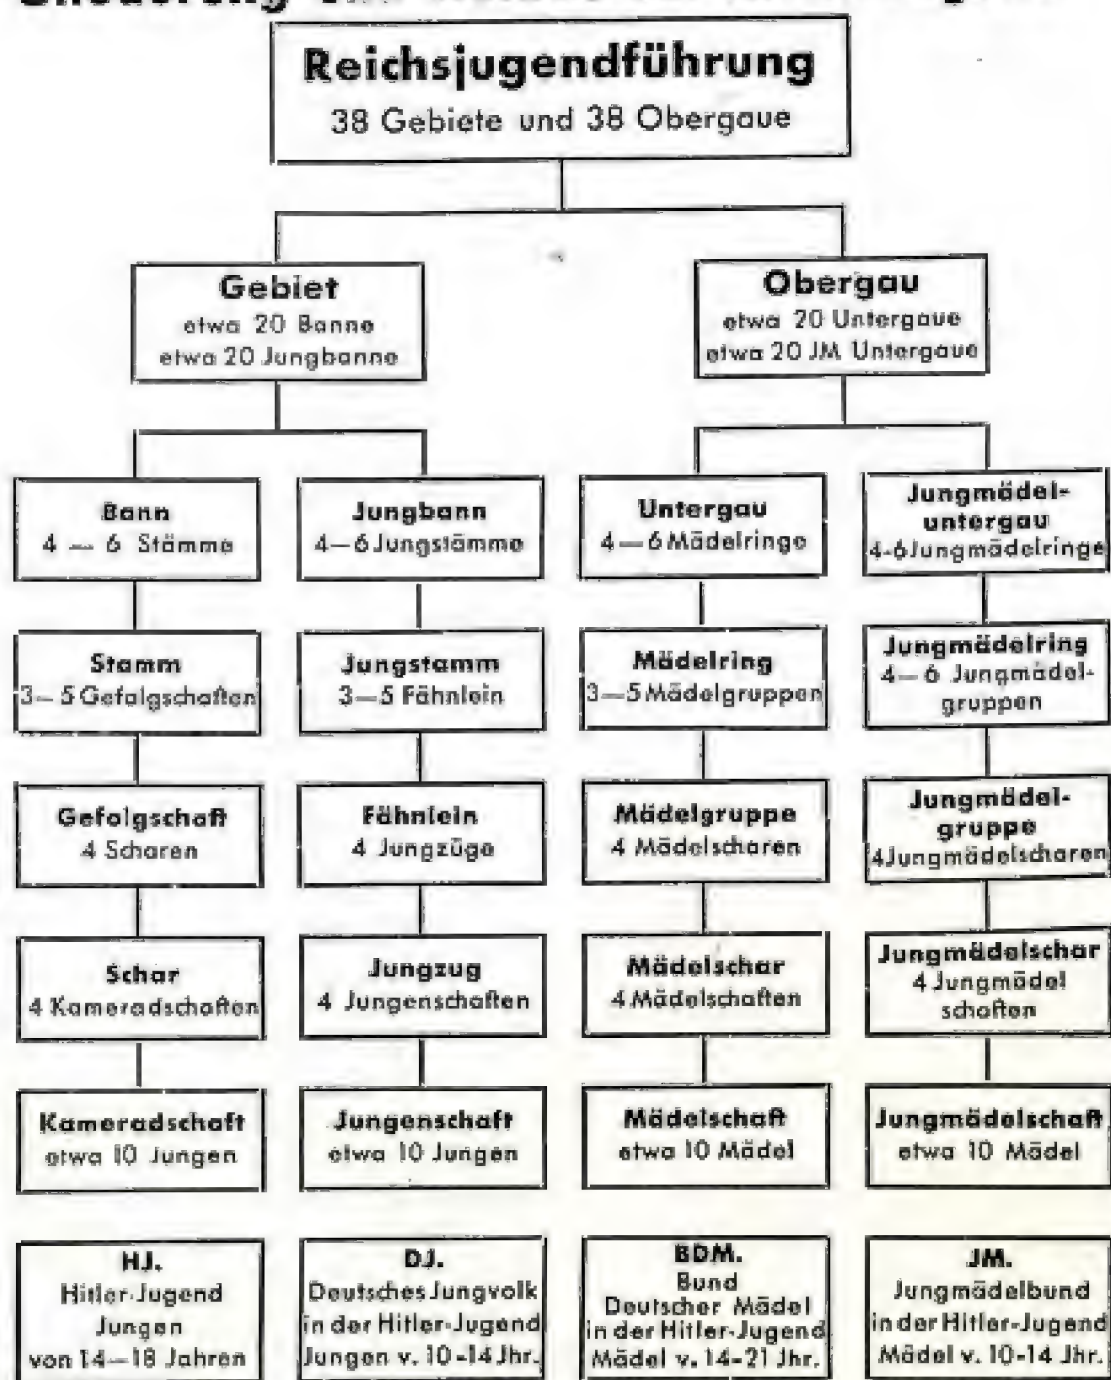 Gliederung
Reichsjugendführung
38 Gebiete und 38 Obergaue
Gebiet
etwa 20 Banne
etwa 20 Jungbanne
Obergau
etwa 20 Untergaue
etwa 20 JM Untergaue
Bann
4 — 6 Stämme
Jungbann
4—6 Jungstämme
Untergau
4—6 Mädelringe
Jungmädel-
untergau
4-6 Jungmädelringe
Stamm
3—5 Gefolgschaften
Jungstamm
3—5 Fähnlein
Mädelring
3—5 Mädelgruppen
Jungmädelring
4—6 Jungmädel-
gruppen
Gefolgschaft
4 Scharen
Fähnlein
4 Jungzüge
Mädelgruppe
4 Mädelscharen
Jungmädel-
gruppe
4 Jungmädelscharen
Schar
4 Kameradschaften
Jungzug
4 Jungenschaften
Mädelschar
4 Mädelschaften
Jungmädelschar
4 Jungmädel
schaften
Kameradschaft
etwa 10 Jungen
Jungenschaft
etwa 10 Jungen
Mädelschaft
etwa 10 Mädel
Jungmädelschaft
etwa 10 Mädel
HJ.
Hitler-Jugend
Jungen
von 14—18 Jahren
DJ.
Deutsches Jungvolk
in der Hitler-Jugend
Jungen v. 10-14 Jhr.
BDM.
Bund
Deutscher Mädel
in der Hitler-Jugend
Mädel v. 14-21 Jhr.
JM.
Jungmädelbund
in der Hitler-Jugend
Mädel v. 10-14 Jhr.